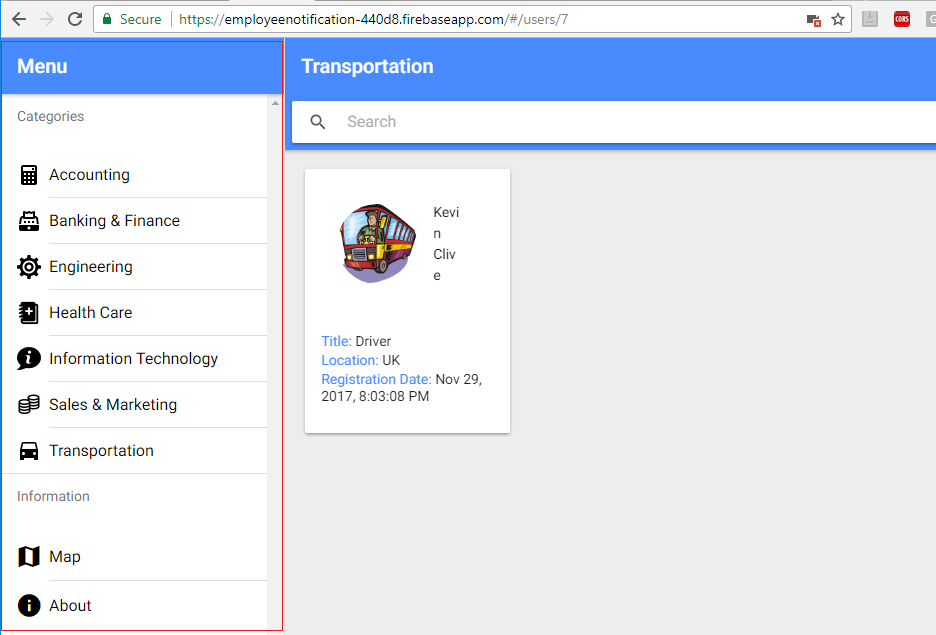 Secure https://employeenotification-440d8.firebaseapp.com/#/users/7
CORS
Menu
Transportation
Categories
Search
Accounting
Banking & Finance
Engineering
Health Care
Information Technology
Sales & Marketing
Transportation
Information
Map
About
Kevi
n
Cliv
e
Title: Driver
Location: UK
Registration Date: Nov 29,
2017, 8:03:08 PM